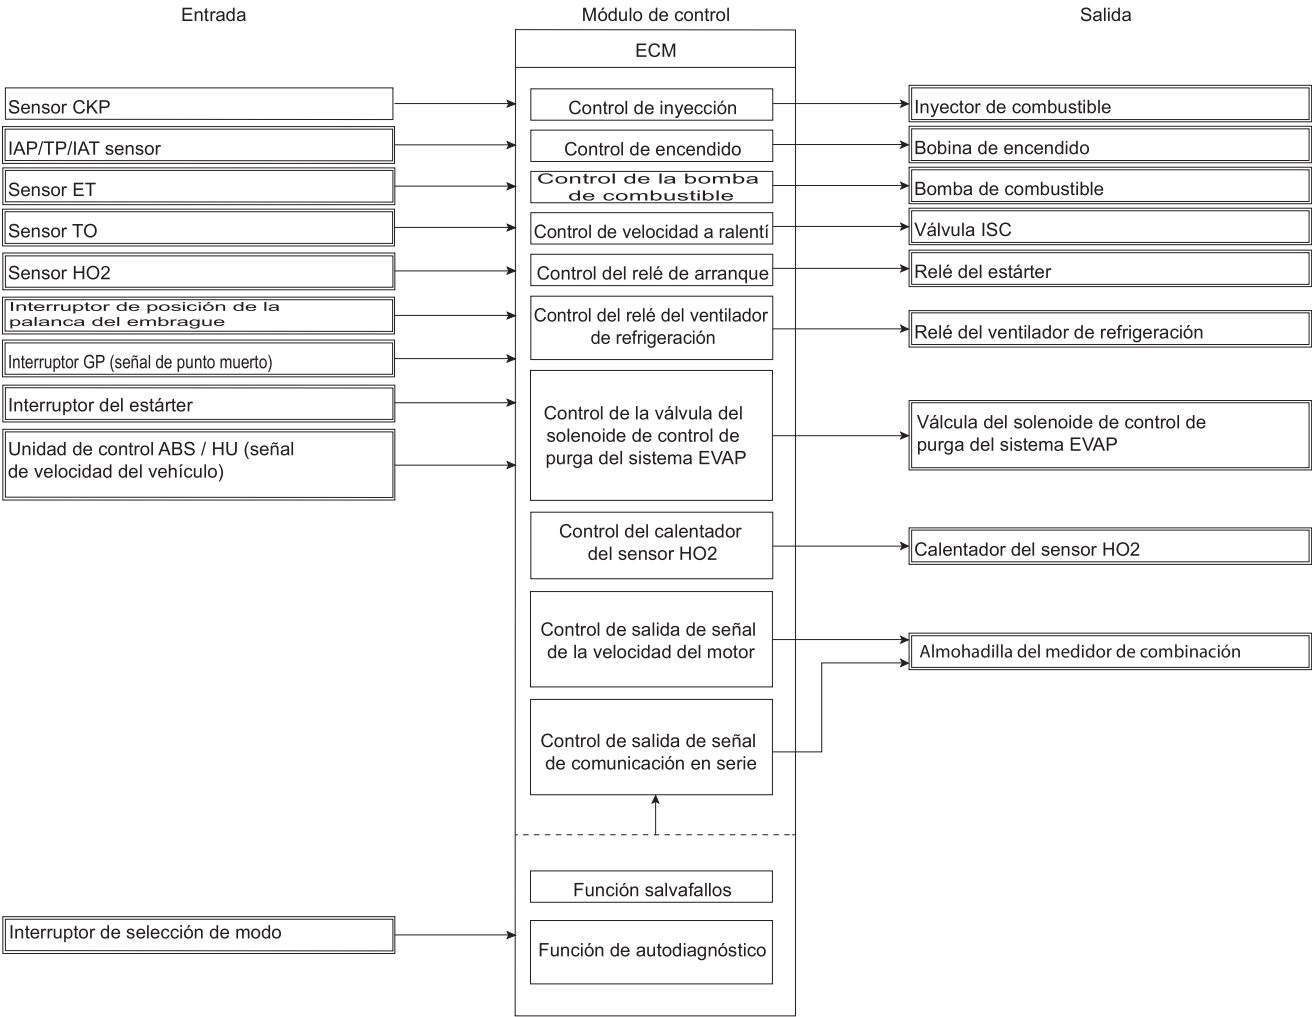 Entrada
Módulo de control
Salida
ECM
Sensor CKP
IAP/TP/IAT sensor
Sensor ET
Sensor TO
Sensor HO2
Interruptor de posición de la
palanca del embrague
Interruptor GP (señal de punto muerto)
Interruptor del estárter
Unidad de control ABS / HU (señal
de velocidad del vehículo)
Interruptor de selección de modo
Control de inyección
Control de encendido
Control de la bomba
de combustible
Control de velocidad a ralentí
Control del relé de arranque
Control del relé del ventilador
de refrigeración
Control de la válvula del
solenoide de control de
purga del sistema EVAP
Control del calentador
del sensor HO2
Control de salida de señal
de la velocidad del motor
Control de salida de señal
de comunicación en serie
Función salvafallos
Función de autodiagnóstico
Inyector de combustible
Bobina de encendido
Bomba de combustible
Válvula ISC
Relé del estárter
Relé del ventilador de refrigeración
Válcula del solenoide de control de
purga del sistema EVAP
Calentador del sensor HO2
Almohadilla del medidor de combinación